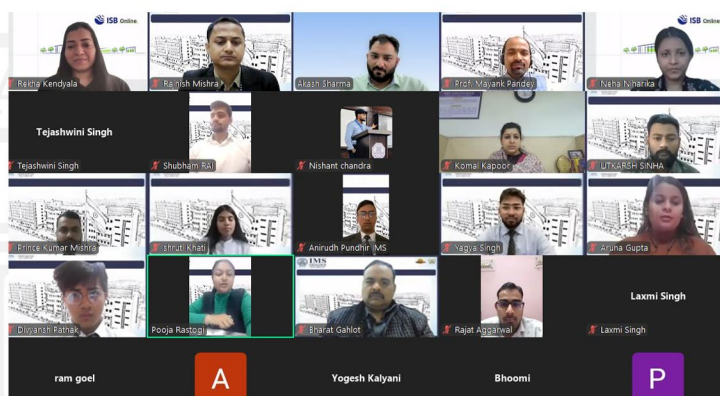 ISB Online
ISB Online
Rekha Kendyala
Rajnish Mishra
Akash Sharma
Prof. Mayank Pandey
Neha Niharika
Tejashwini Singh
Tejashwini Singh
Shubham RAI
Nishant chandra
Komal Kapoor
UTKARSH SINHA
Prince Kumar Mishra
shruti Khati
Anirudh Pundhir IMS
Yagya Singh
Aruna Gupta
IMS
Laxmi Singh
Divyansh Pathak
Pooja Rastogi
Bharat Gahlot
Rajat Aggarwal
Laxmi Singh
ram goel
A
Yogesh Kalyani
Bhoomi
P